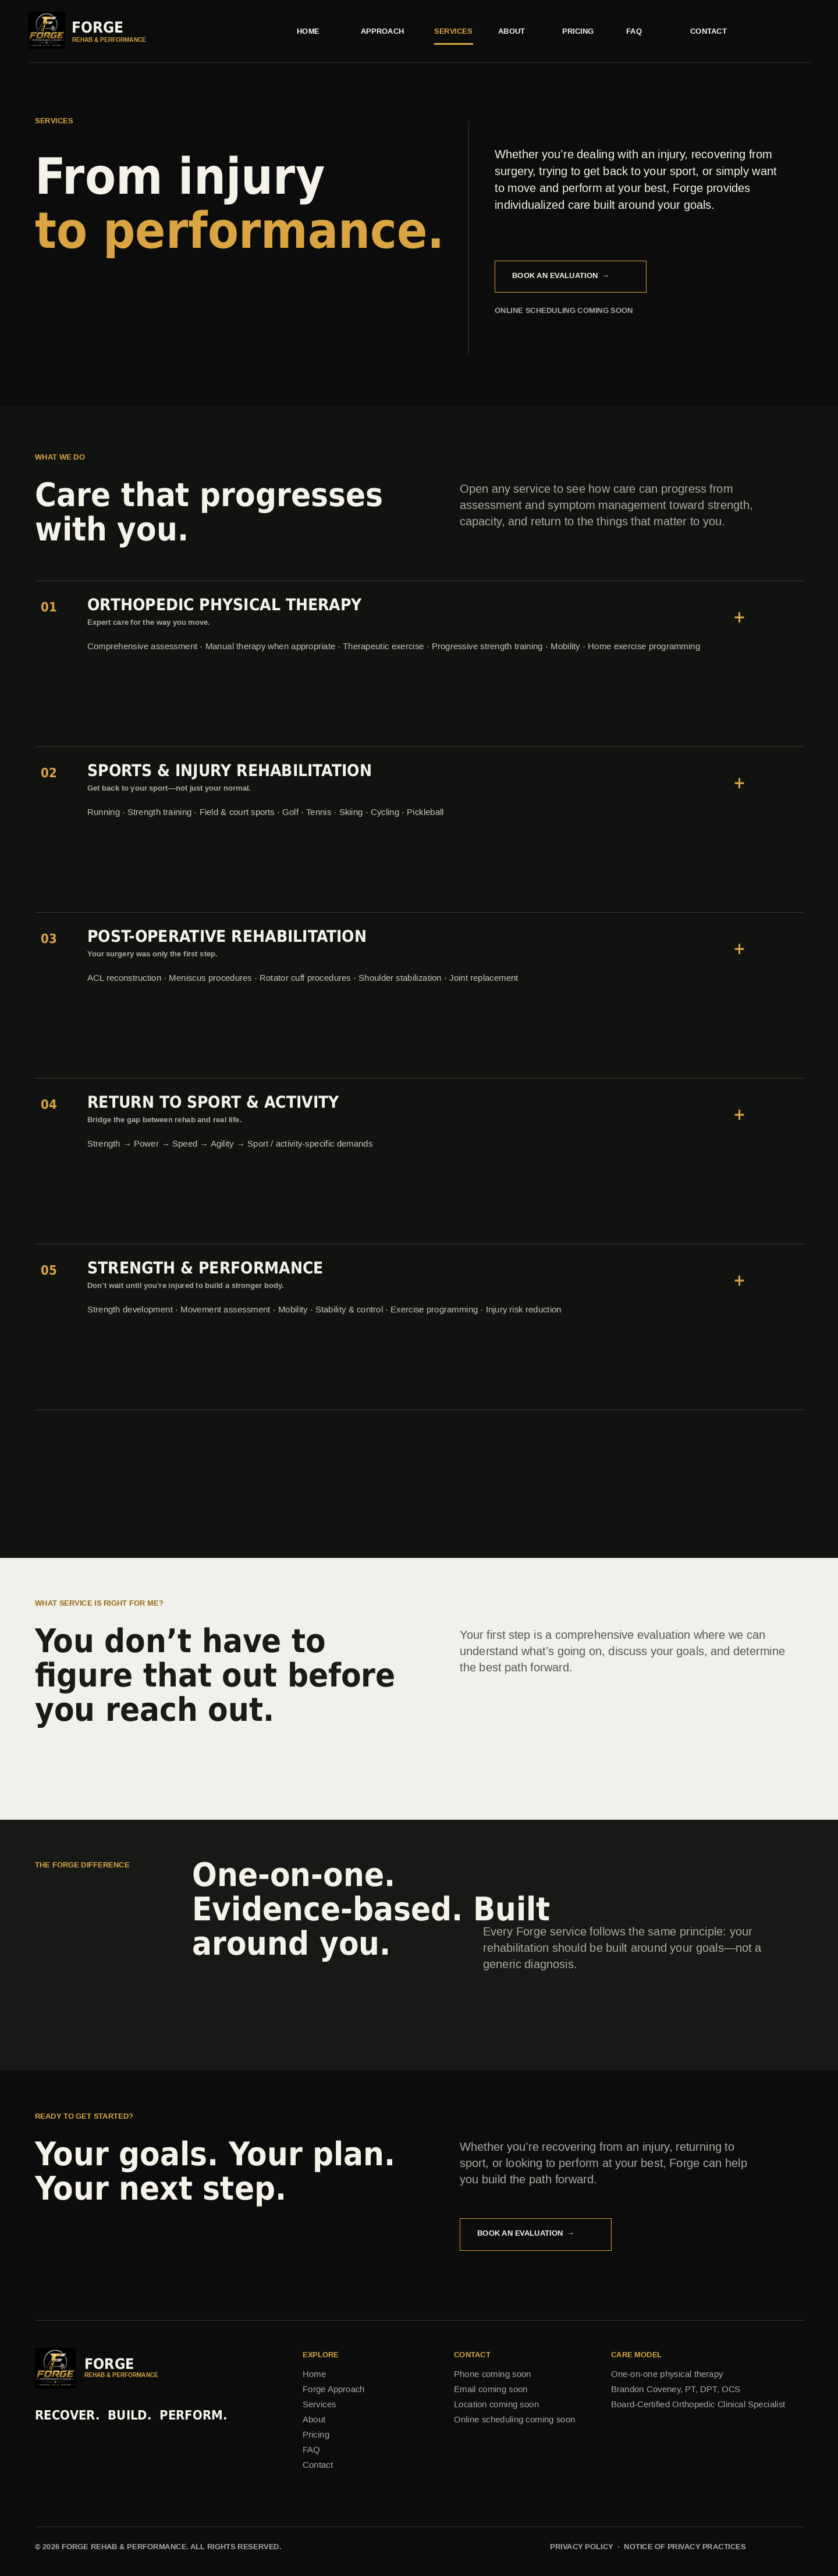 FORGE
FORGE
REHAB & PERFORMANCE
HOME
APPROACH
SERVICES
ABOUT
PRICING
FAQ
CONTACT
SERVICES
From injury
to performance.
Whether you’re dealing with an injury, recovering from
surgery, trying to get back to your sport, or simply want
to move and perform at your best, Forge provides
individualized care built around your goals.
BOOK AN EVALUATION →
ONLINE SCHEDULING COMING SOON
WHAT WE DO
Care that progresses
with you.
Open any service to see how care can progress from
assessment and symptom management toward strength,
capacity, and return to the things that matter to you.
01
ORTHOPEDIC PHYSICAL THERAPY
+
Expert care for the way you move.
Comprehensive assessment · Manual therapy when appropriate · Therapeutic exercise · Progressive strength training · Mobility · Home exercise programming
02
SPORTS & INJURY REHABILITATION
+
Get back to your sport—not just your normal.
Running · Strength training · Field & court sports · Golf · Tennis · Skiing · Cycling · Pickleball
03
POST-OPERATIVE REHABILITATION
+
Your surgery was only the first step.
ACL reconstruction · Meniscus procedures · Rotator cuff procedures · Shoulder stabilization · Joint replacement
04
RETURN TO SPORT & ACTIVITY
+
Bridge the gap between rehab and real life.
Strength → Power → Speed → Agility → Sport / activity-specific demands
05
STRENGTH & PERFORMANCE
+
Don’t wait until you’re injured to build a stronger body.
Strength development · Movement assessment · Mobility · Stability & control · Exercise programming · Injury risk reduction
WHAT SERVICE IS RIGHT FOR ME?
You don’t have to
figure that out before
you reach out.
Your first step is a comprehensive evaluation where we can
understand what’s going on, discuss your goals, and determine
the best path forward.
THE FORGE DIFFERENCE
One-on-one.
Evidence-based. Built
around you.
Every Forge service follows the same principle: your
rehabilitation should be built around your goals—not a
generic diagnosis.
READY TO GET STARTED?
Your goals. Your plan.
Your next step.
Whether you’re recovering from an injury, returning to
sport, or looking to perform at your best, Forge can help
you build the path forward.
BOOK AN EVALUATION →
FORGE
FORGE
REHAB & PERFORMANCE
RECOVER. BUILD. PERFORM.
EXPLORE
Home
Forge Approach
Services
About
Pricing
FAQ
Contact
CONTACT
Phone coming soon
Email coming soon
Location coming soon
Online scheduling coming soon
CARE MODEL
One-on-one physical therapy
Brandon Coveney, PT, DPT, OCS
Board-Certified Orthopedic Clinical Specialist
© 2026 FORGE REHAB & PERFORMANCE. ALL RIGHTS RESERVED.
PRIVACY POLICY · NOTICE OF PRIVACY PRACTICES